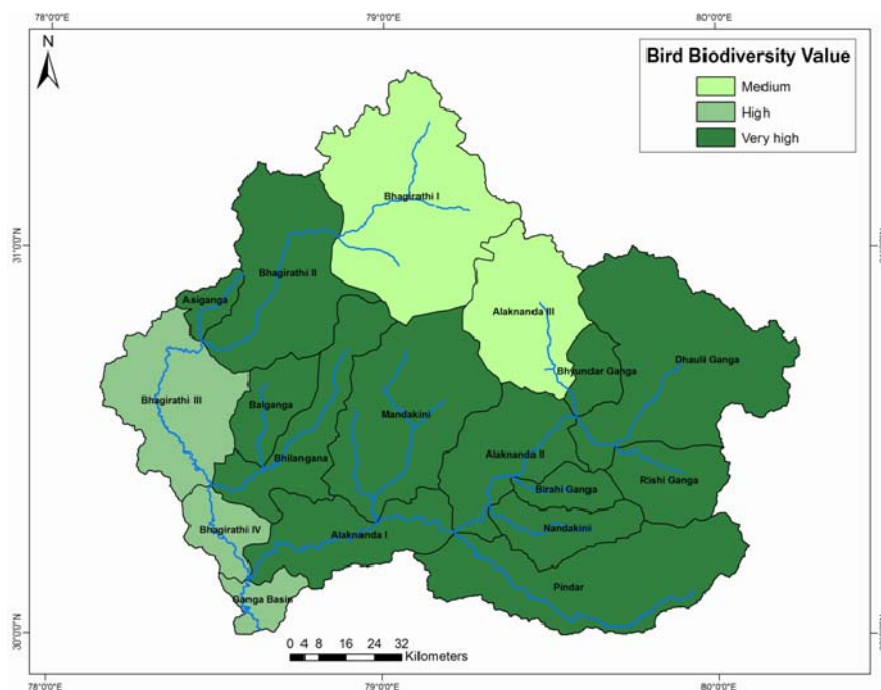 78°0'0"E
79°0'0"E
80°0'0"E
N
Bird Biodiversity Value
Medium
High
Very high
Bhagirathi I
31°0'0"N
Bhagirathi II
Asiganga
Alaknanda III
Dhauli Ganga
Bhyundar Ganga
Bhagirathi III
Balganga
Mandakini
Bhilangana
Alaknanda II
Rishi Ganga
Birahi Ganga
Bhagirathi IV
Alaknanda I
Nandakini
Pindar
Ganga Basin
30°0'0"N
0 4 8 16 24 32
Kilometers
78°0'0"E
79°0'0"E
80°0'0"E